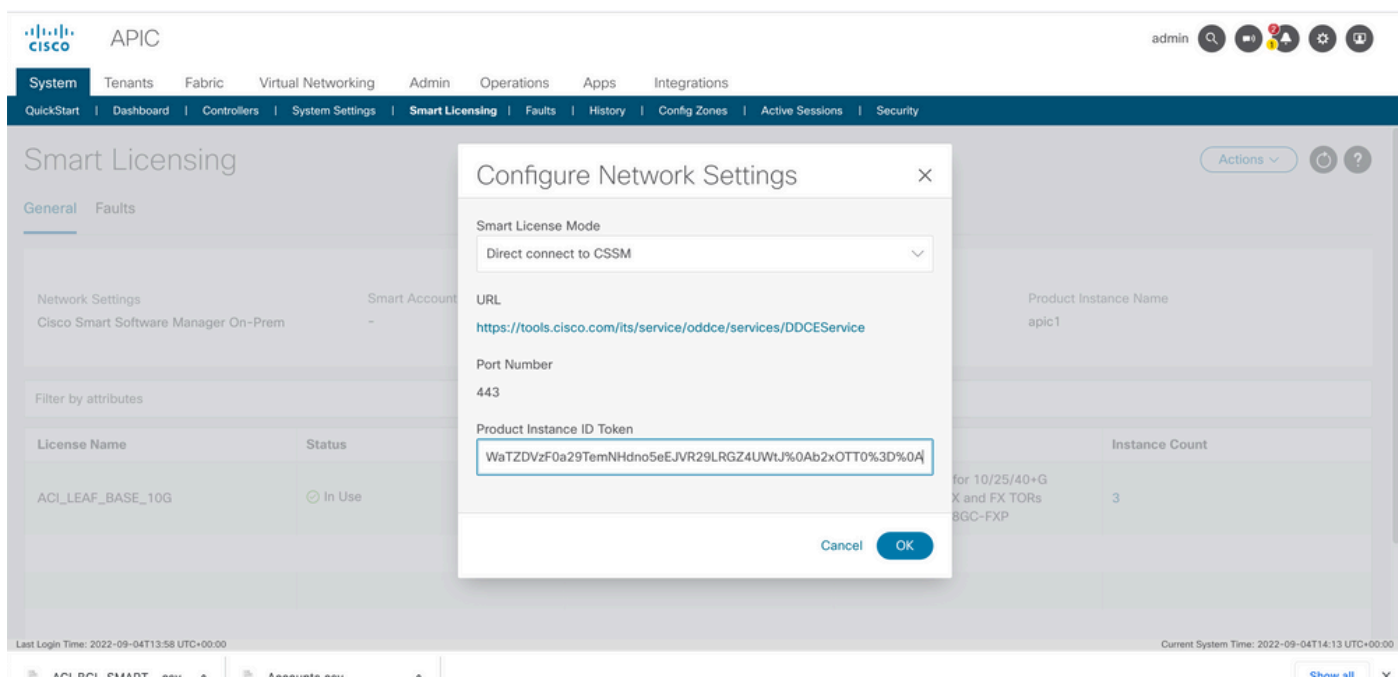 CISCO
APIC
admin
2
1
System Tenants Fabric Virtual Networking Admin Operations Apps Integrations
QuickStart | Dashboard | Controllers | System Settings | Smart Licensing | Faults | History | Config Zones | Active Sessions | Security
Smart Licensing
Actions
?
General Faults
Configure Network Settings
Smart License Mode
Direct connect to CSSM
URL
https://tools.cisco.com/its/service/oddce/services/DDCEService
Port Number
443
Product Instance ID Token
WaTZDVzF0a29TemNHdno5eEJVR29LRGZ4UWtJ%0Ab2xOTT0%3D%0A
Cancel OK
Network Settings Smart Account Product Instance Name
Cisco Smart Software Manager On-Prem - apic1
Filter by attributes
License Name Status Instance Count
for 10/25/40+G
ACI_LEAF_BASE_10G In Use X and FX TORs 3
8GC-FXP
Last Login Time: 2022-09-04T13:58 UTC+00:00 Current System Time: 2022-09-04T14:13 UTC+00:00
Accounts.csv Show all